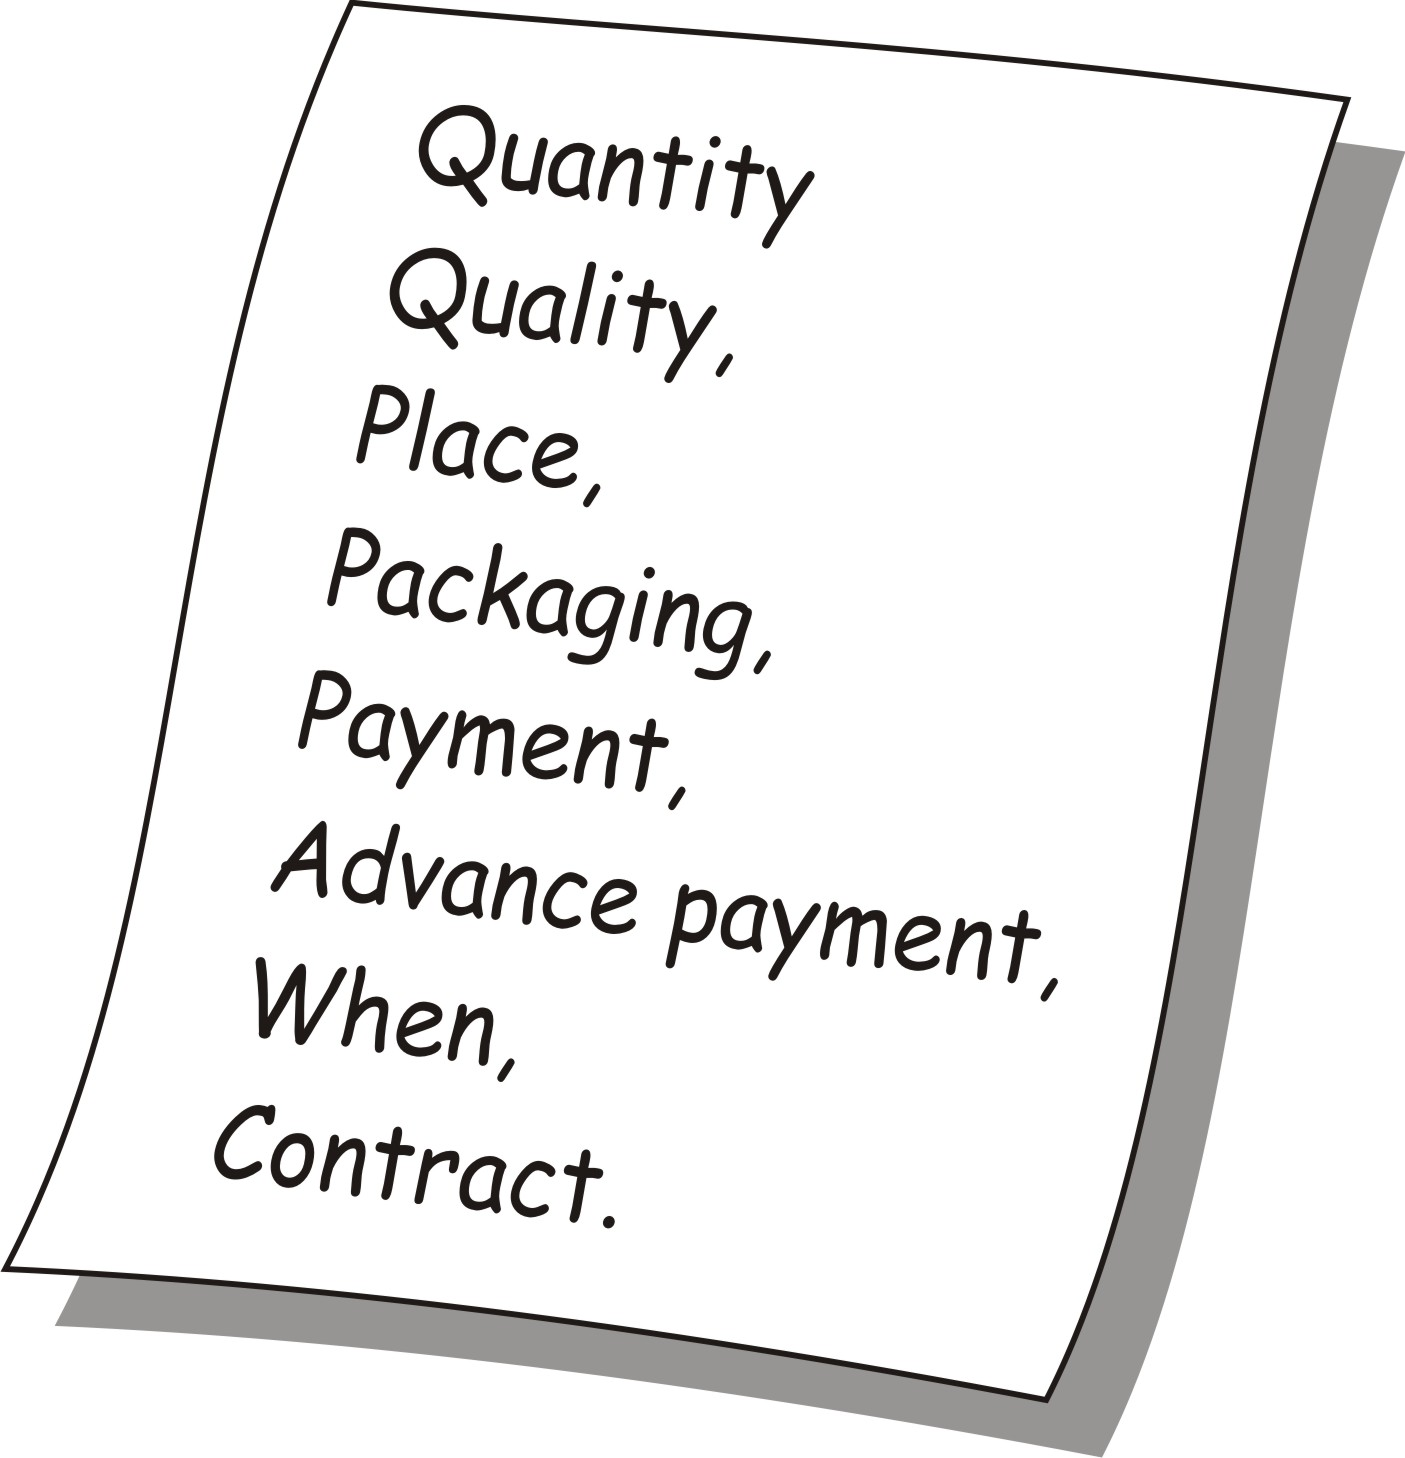 Quantity
Quality,
Place,
Packaging,
Payment,
Advance payment,
When,
Contract.